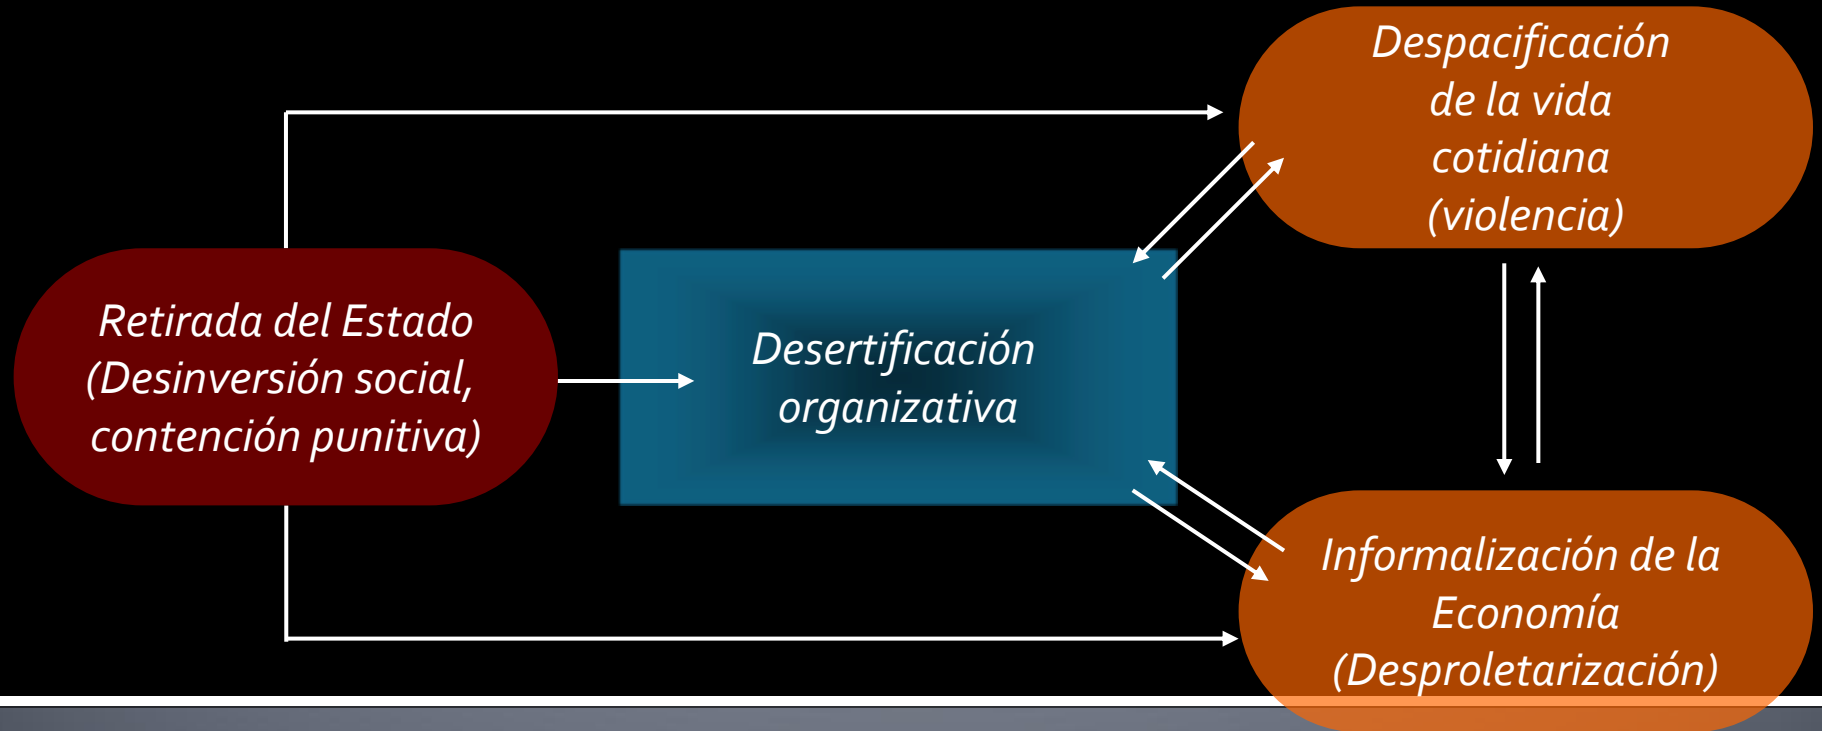 Despacificación
de la vida
cotidiana
(violencia)
Retirada del Estado
(Desinversión social,
contención punitiva)
Desertificación
organizativa
Informalización de la
Economía
(Desproletarización)